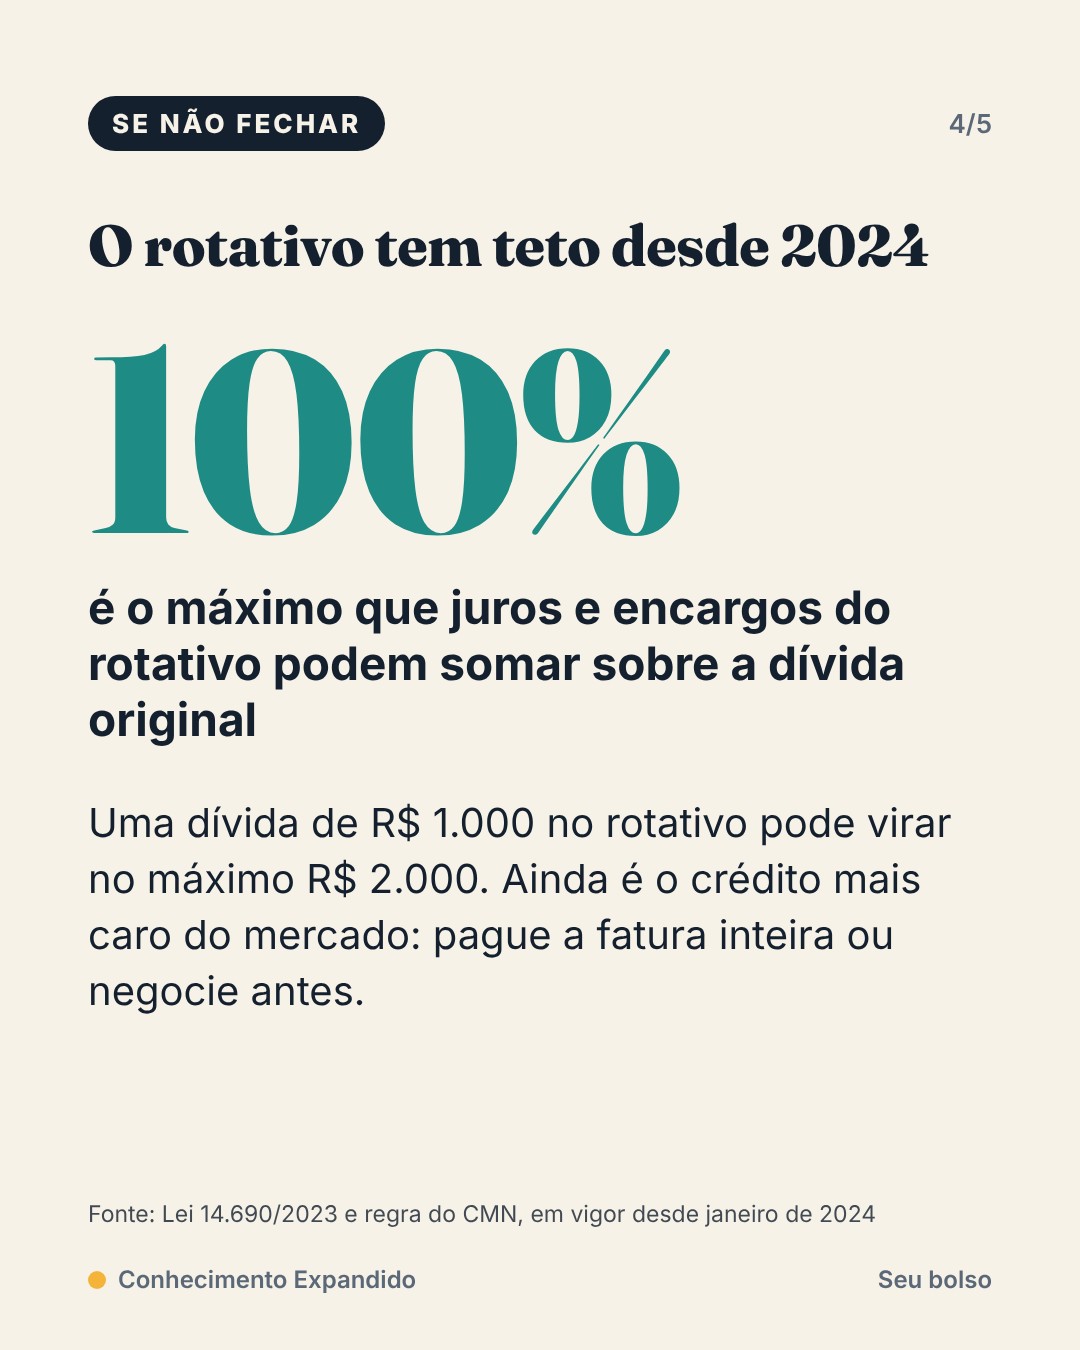 SE NÃO FECHAR
4/5
O rotativo tem teto desde 2024
100%
é o máximo que juros e encargos do
rotativo podem somar sobre a dívida
original
Uma dívida de R$ 1.000 no rotativo pode virar
no máximo R$ 2.000. Ainda é o crédito mais
caro do mercado: pague a fatura inteira ou
negocie antes.
Fonte: Lei 14.690/2023 e regra do CMN, em vigor desde janeiro de 2024
Conhecimento Expandido
Seu bolso